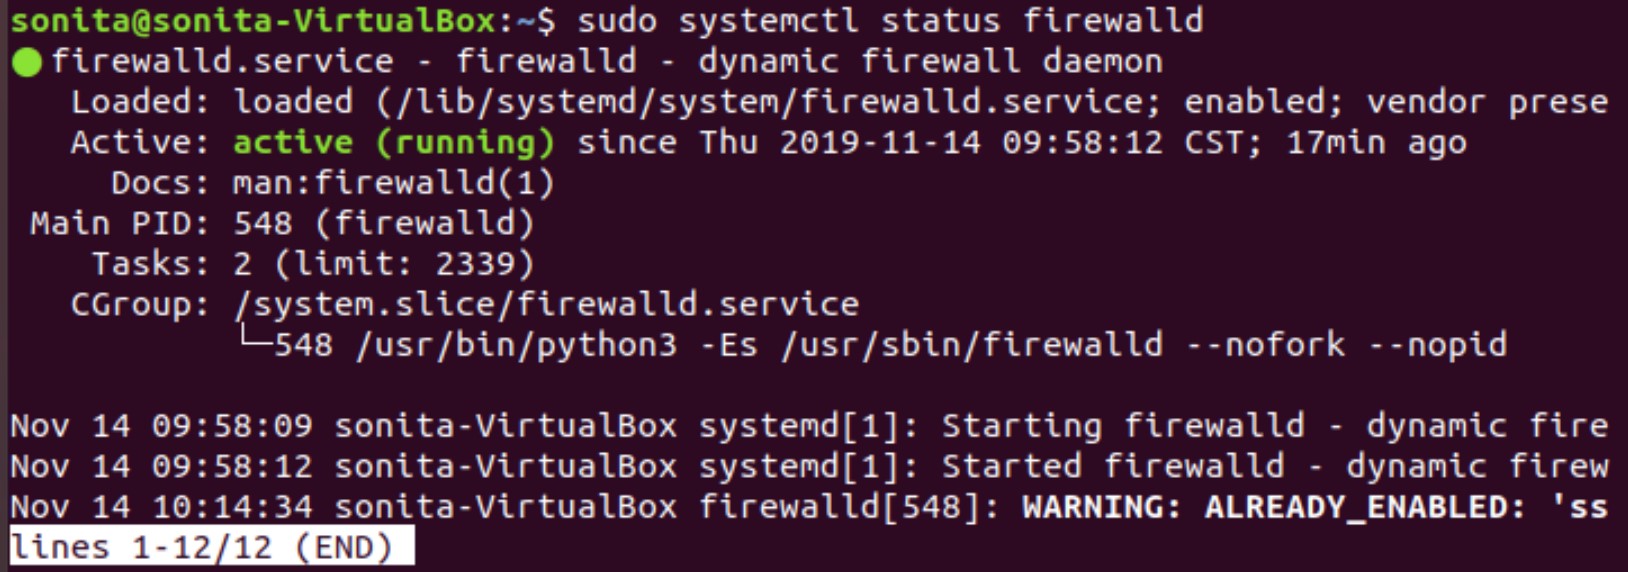 sonita@sonita-VirtualBox:~$ sudo systemctl status firewalld
● firewalld.service - firewalld - dynamic firewall daemon
   Loaded: loaded (/lib/systemd/system/firewalld.service; enabled; vendor prese
   Active: active (running) since Thu 2019-11-14 09:58:12 CST; 17min ago
     Docs: man:firewalld(1)
 Main PID: 548 (firewalld)
    Tasks: 2 (limit: 2339)
   CGroup: /system.slice/firewalld.service
           └─548 /usr/bin/python3 -Es /usr/sbin/firewalld --nofork --nopid
Nov 14 09:58:09 sonita-VirtualBox systemd[1]: Starting firewalld - dynamic fire
Nov 14 09:58:12 sonita-VirtualBox systemd[1]: Started firewalld - dynamic firew
Nov 14 10:14:34 sonita-VirtualBox firewalld[548]: WARNING: ALREADY_ENABLED: 'ss
lines 1-12/12 (END)